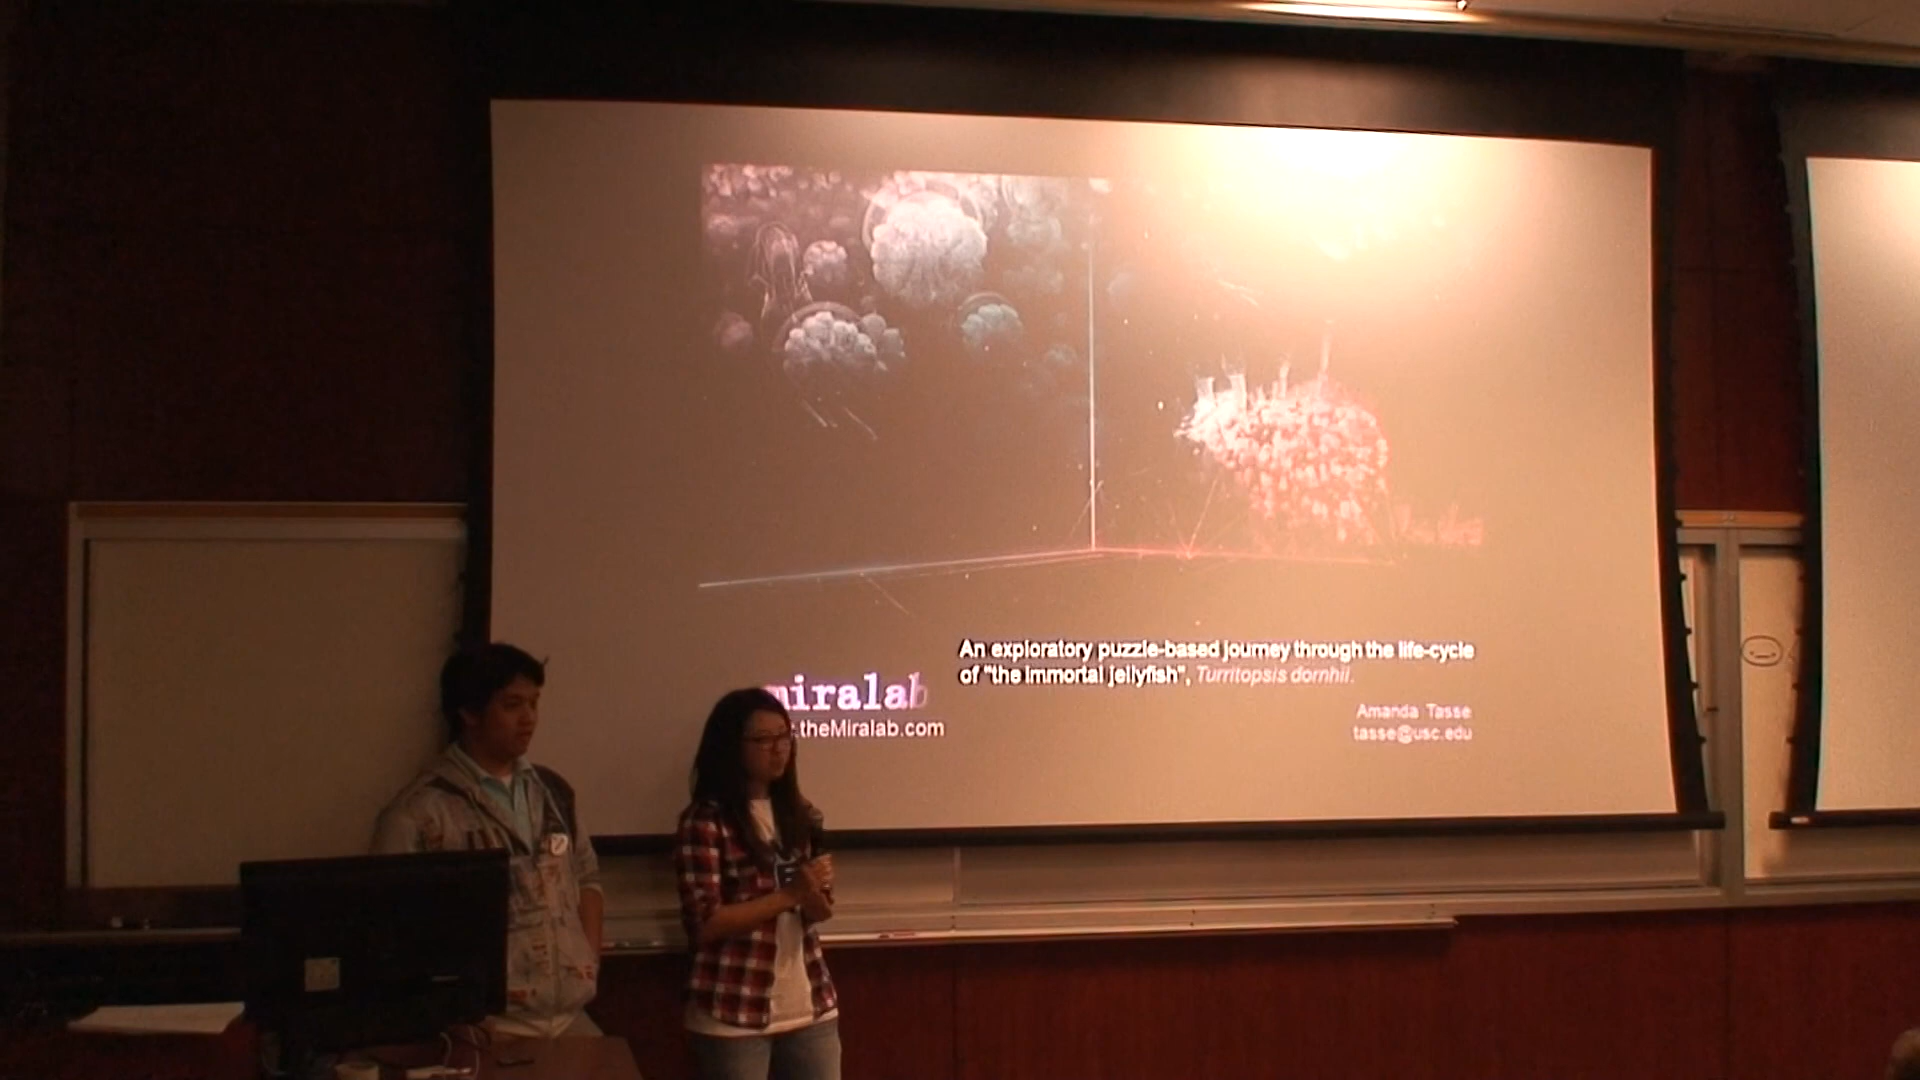 An exploratory puzzle-based journey through the life-cycle
of "the immortal jellyfish", Turritopsis dornhii.
miralab
.theMiralab.com
Amanda Tasse
tasse@usc.edu